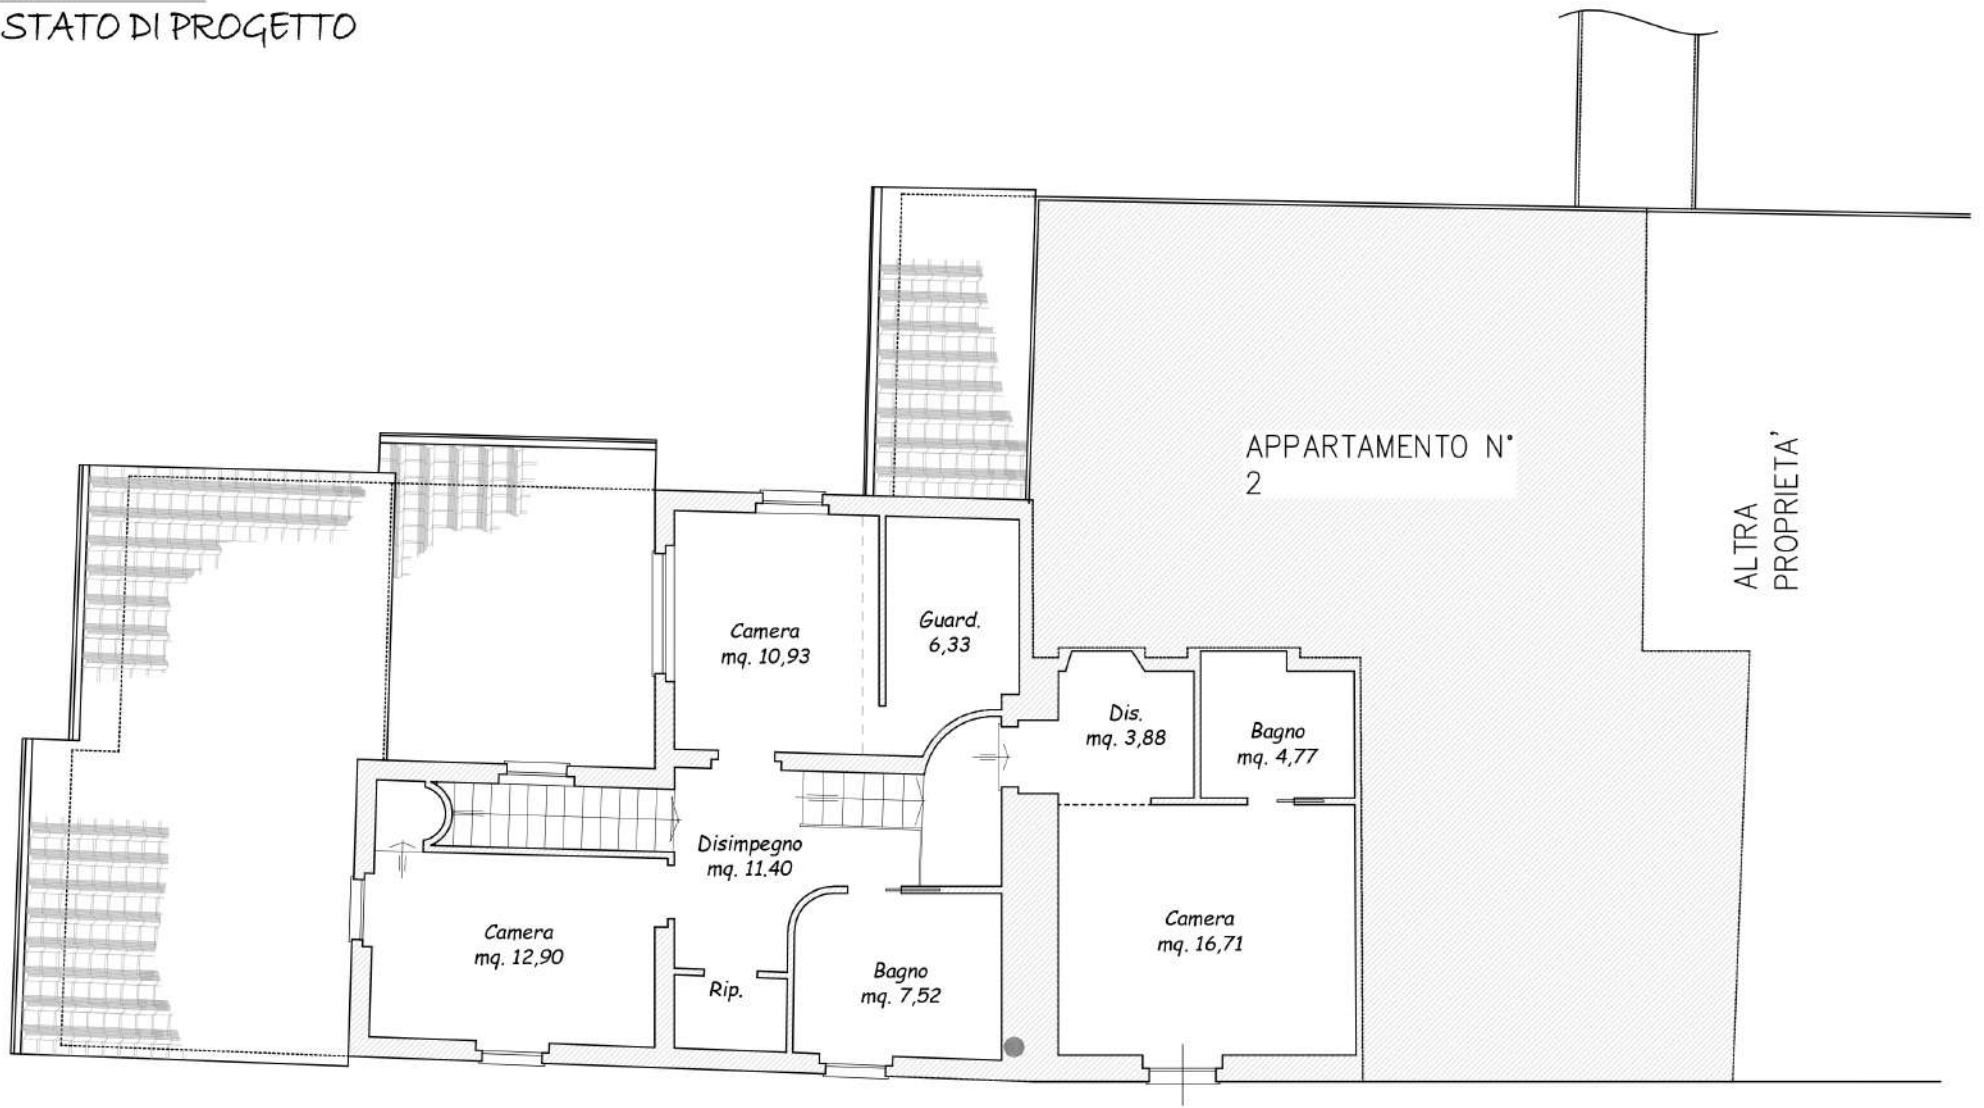 STATO DI PROGETTO
APPARTAMENTO N°
2
ALTRA
PROPRIETA'
Camera
mq. 10,93
Guard.
6,33
Dis.
mq. 3,88
Bagno
mq. 4,77
Disimpegno
mq. 11.40
Camera
mq. 12,90
Rip.
Bagno
mq. 7,52
Camera
mq. 16,71